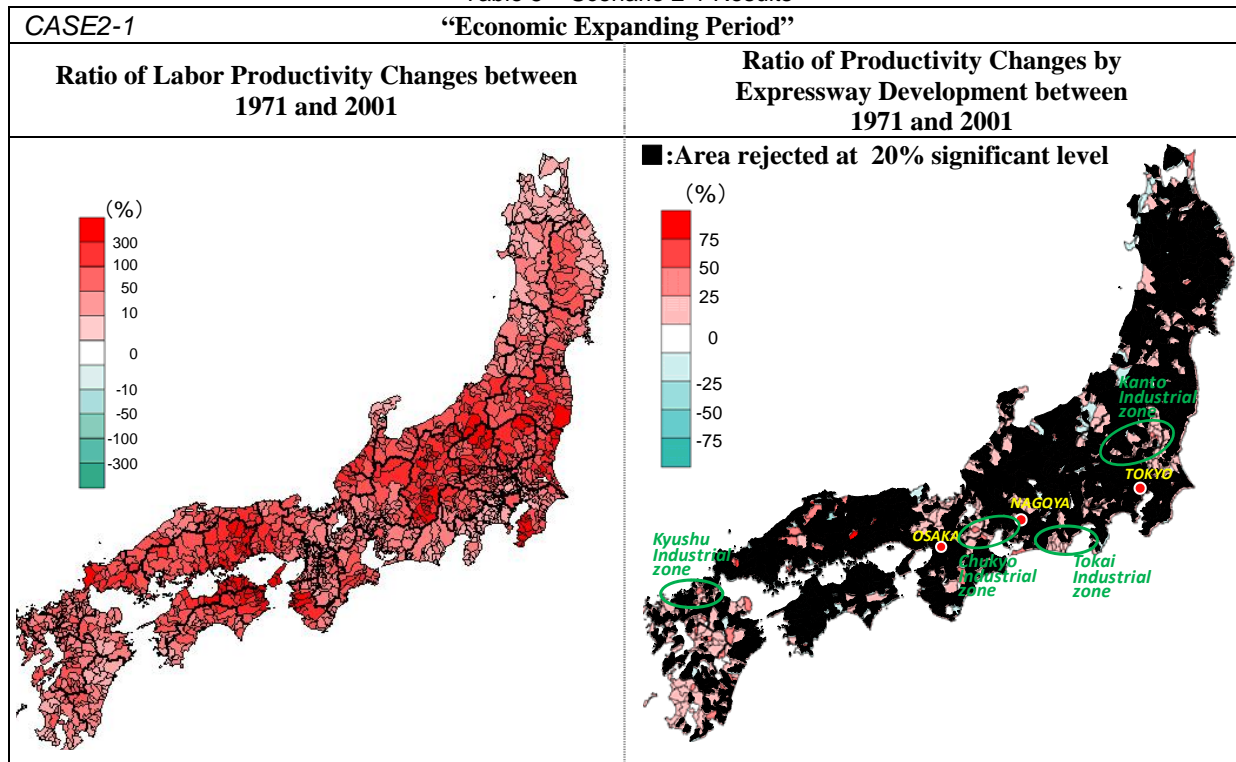 CASE2-1
“Economic Expanding Period”
Ratio of Labor Productivity Changes between
1971 and 2001
Ratio of Productivity Changes by
Expressway Development between
1971 and 2001
(%)
300
100
50
10
0
-10
-50
-100
-300
■:Area rejected at 20% significant level
(%)
75
50
25
0
-25
-50
-75
Kanto
Industrial
zone
TOKYO
NAGOYA
OSAKA
Kyushu
Industrial
zone
Chukyo
Industrial
zone
Tokai
Industrial
zone